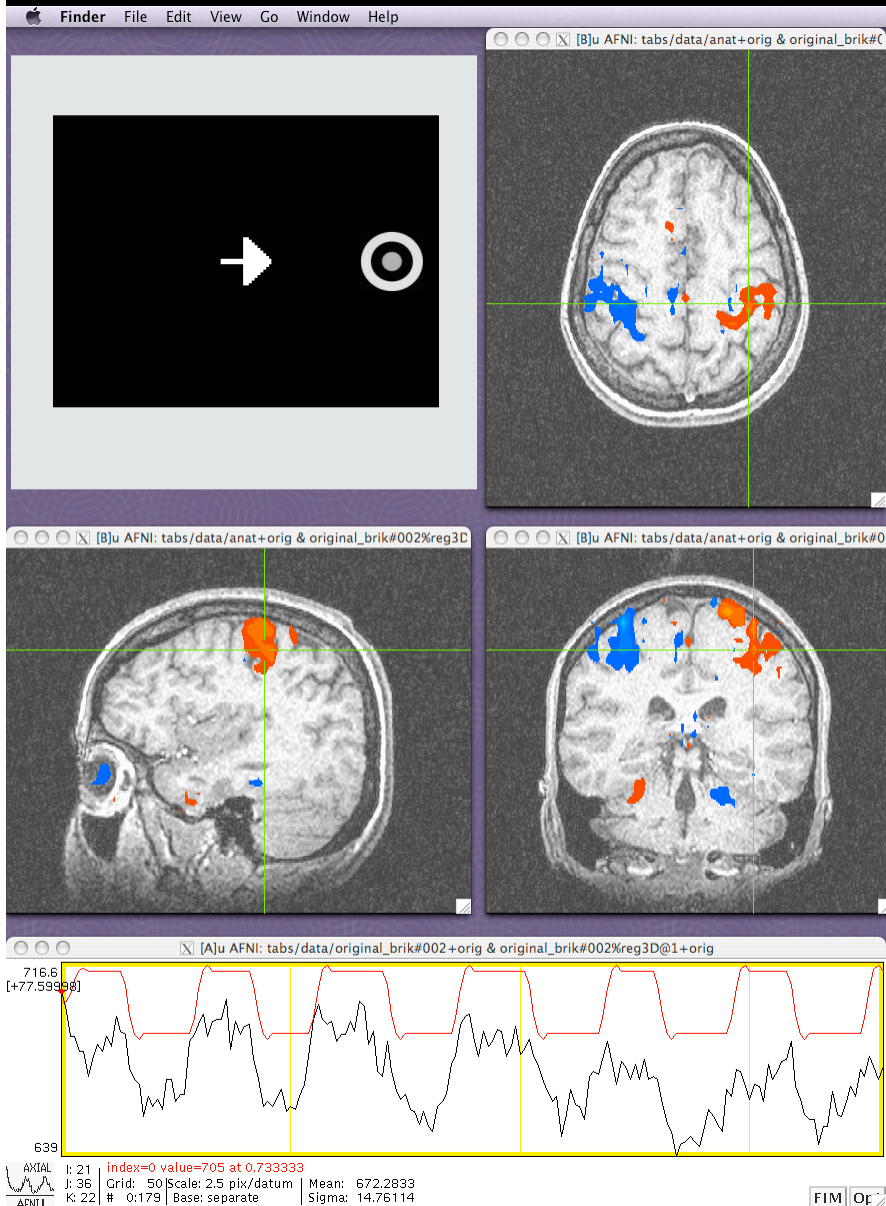 Finder File Edit View Go Window Help
X [B]u AFNI: tabs/data/anat+orig & original_brik#0
X [B]u AFNI: tabs/data/anat+orig & original_brik#002%reg3D
X [B]u AFNI: tabs/data/anat+orig & original_brik#0
X [A]u AFNI: tabs/data/original_brik#002+orig & original_brik#002%reg3D@1+orig
716.6
[+77.59998]
639
AXIAL
AFNI
I: 21
J: 36
K: 22
index=0 value=705 at 0.733333
Grid: 50 Scale: 2.5 pix/datum Mean: 672.2833
# 0:179 Base: separate Sigma: 14.76114
FIM Op